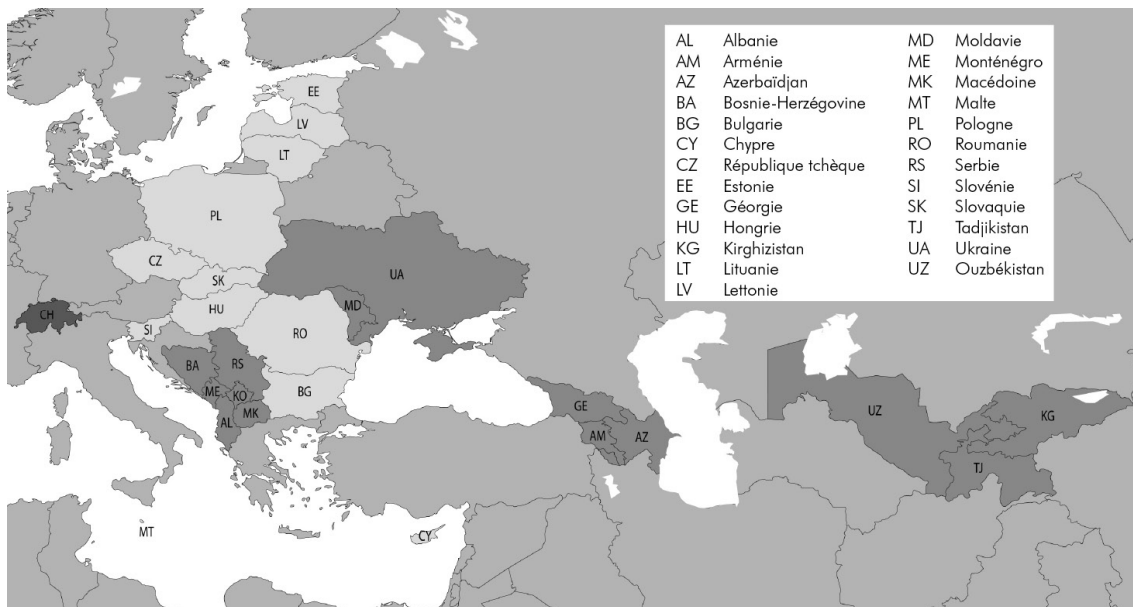 AL Albanie
AM Arménie
AZ Azerbaïdjan
BA Bosnie-Herzégovine
BG Bulgarie
CY Chypre
CZ République tchèque
EE Estonie
GE Géorgie
HU Hongrie
KG Kirghizistan
LT Lituanie
LV Lettonie
MD Moldavie
ME Monténégro
MK Macédoine
MT Malte
PL Pologne
RO Roumanie
RS Serbie
SI Slovénie
SK Slovaquie
TJ Tadjikistan
UA Ukraine
UZ Ouzbékistan
EE
LV
LT
PL
CZ
SK
UA
CH
HU
MD
SI
RO
BA
RS
ME
KO
BG
MK
AL
GE
AM
AZ
UZ
KG
TJ
MT
CY